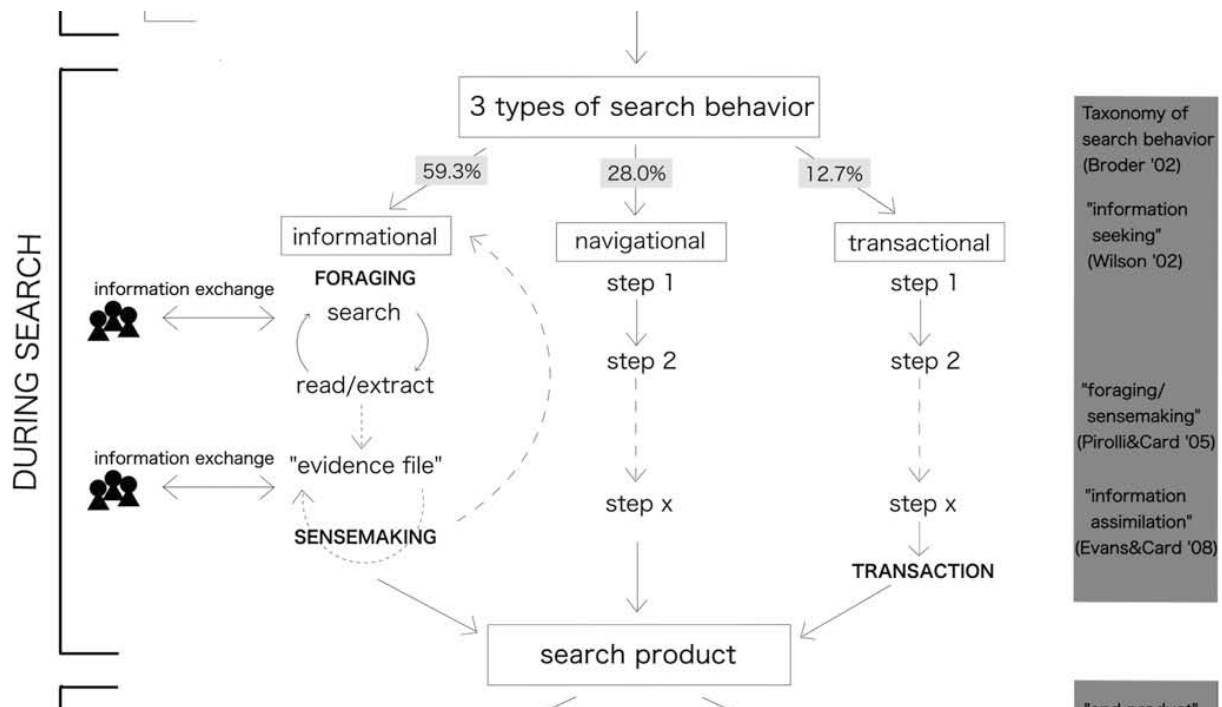 DURING SEARCH
3 types of search behavior
59.3%
28.0%
12.7%
informational
navigational
transactional
FORAGING
search
read/extract
"evidence file"
SENSEMAKING
information exchange
information exchange
step 1
step 2
step x
step 1
step 2
step x
TRANSACTION
search product
Taxonomy of
search behavior
(Broder '02)
"information
seeking"
(Wilson '02)
"foraging/
sensemaking"
(Pirolli&Card '05)
"information
assimilation"
(Evans&Card '08)
"end product"